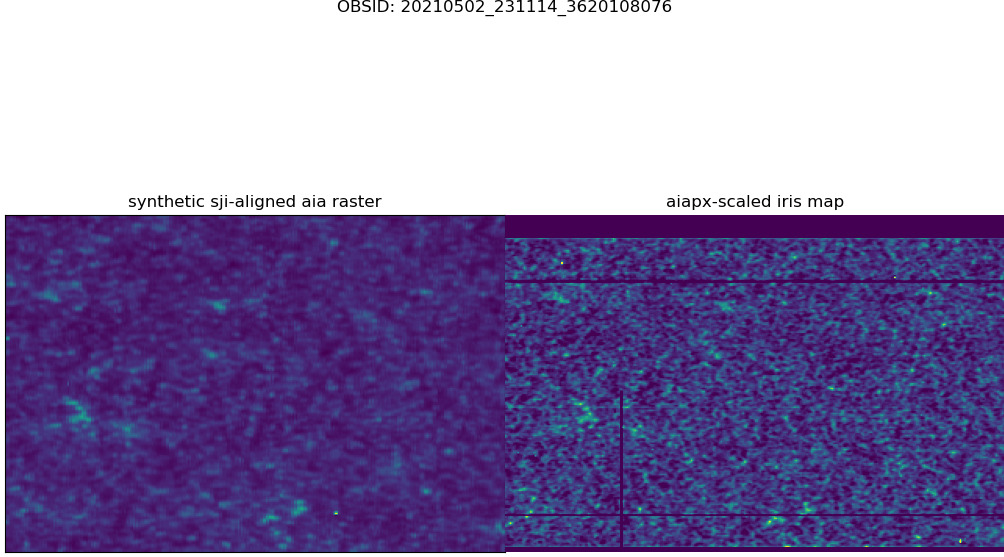 OBSID: 20210502_231114_3620108076
synthetic sji-aligned aia raster
aiapx-scaled iris map